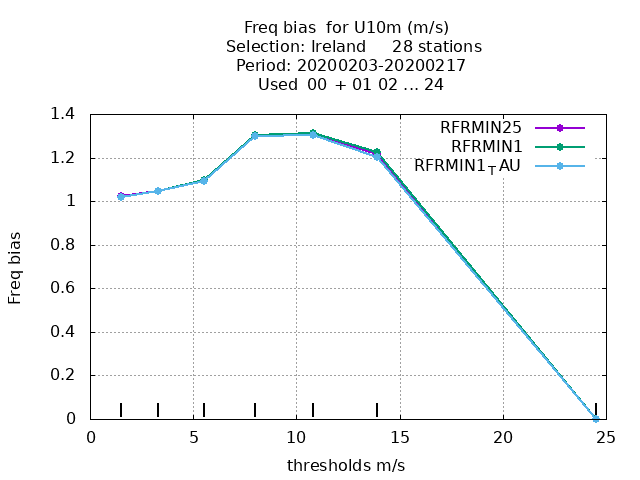 Freq bias  for U10m (m/s)
Selection: Ireland     28 stations
Period: 20200203-20200217
Used  00 + 01 02 ... 24
RFRMIN25
RFRMIN1
RFRMIN1TAU
Freq bias
1.4
1.2
1
0.8
0.6
0.4
0.2
0
0 5 10 15 20 25
thresholds m/s